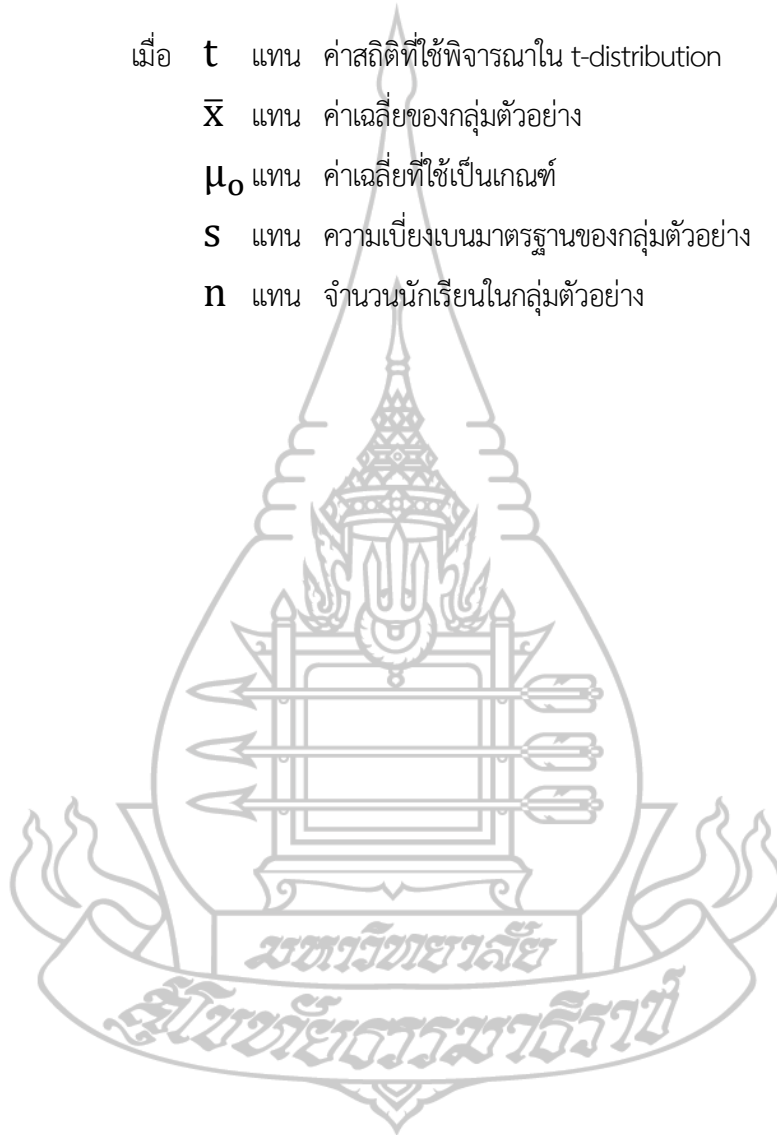 เมื่อ t แทน ค่าสถิติที่ใช้พิจารณาใน t-distribution
x̄ แทน ค่าเฉลี่ยของกลุ่มตัวอย่าง
μ₀ แทน ค่าเฉลี่ยที่ใช้เป็นเกณฑ์
s แทน ความเบี่ยงเบนมาตรฐานของกลุ่มตัวอย่าง
n แทน จำนวนนักเรียนในกลุ่มตัวอย่าง
มหาวิทยาลัย
สุโขทัยธรรมาธิราช